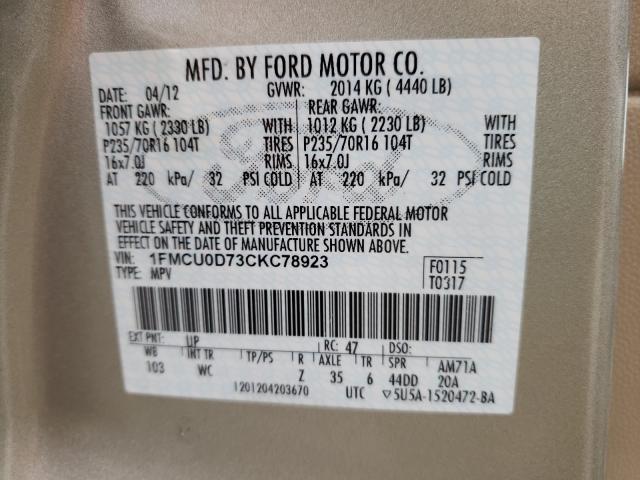 MFD. BY FORD MOTOR CO.
DATE: 04/12 GVWR: 2014 KG ( 4440 LB)
FRONT GAWR: REAR GAWR:
1057 KG ( 2330 LB) WITH 1012 KG ( 2230 LB) WITH
P235/70R16 104T TIRES P235/70R16 104T TIRES
16x7.0J RIMS 16x7.0J RIMS
AT 220 kPa/ 32 PSI COLD AT 220 kPa/ 32 PSI COLD
THIS VEHICLE CONFORMS TO ALL APPLICABLE FEDERAL MOTOR
VEHICLE SAFETY AND THEFT PREVENTION STANDARDS IN
EFFECT ON THE DATE OF MANUFACTURE SHOWN ABOVE.
VIN: 1FMCU0D73CKC78923 F0115
TYPE: MPV T0317
EXT PNT: UP RC: 47 DSO:
WB INT TR TP/PS R AXLE TR SPR AM71A
103 WC Z 35 6 44DD 20A
1201204203670 UTC ▽5U5A-1520472-BA